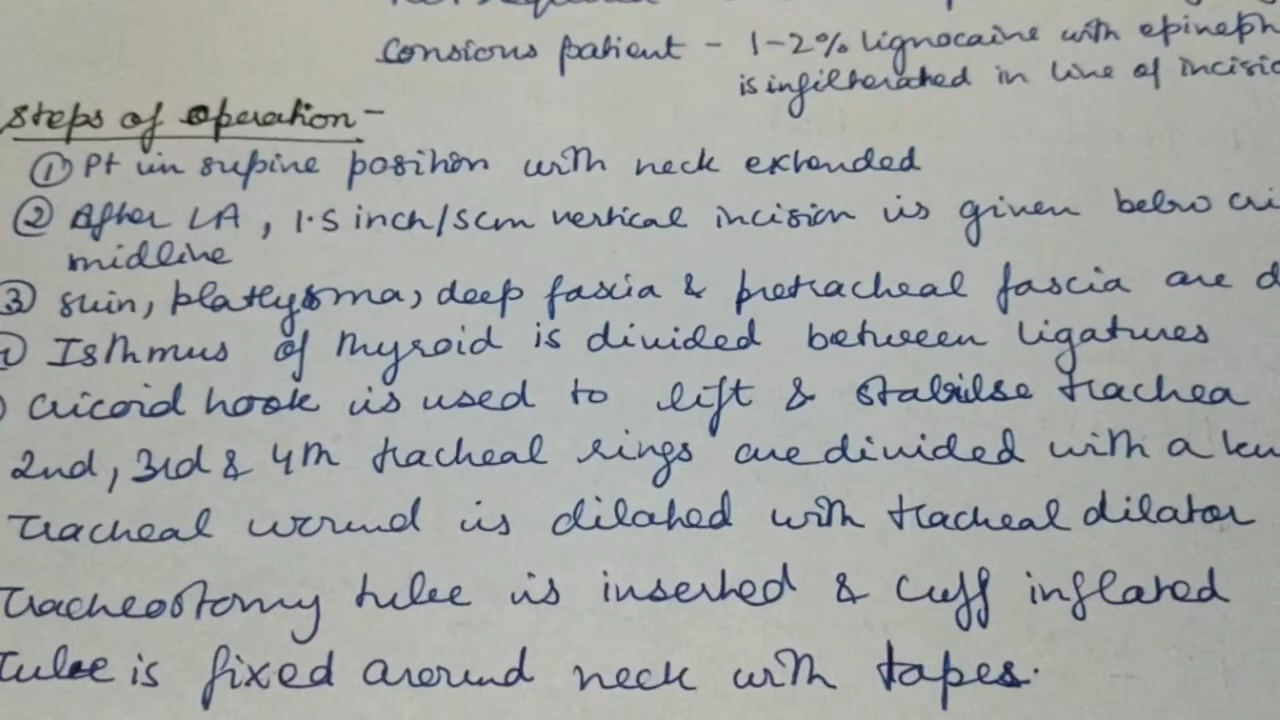 Consious patient - 1-2% lignocaine with epineph
is infiltherated in line of incisio
Steps of operation -
① Pt in supine position with neck extended
② After LA, 1.5 inch/5cm vertical incision is given belwo cri
midline
③ skin, platysma, deep fascia & pretracheal fascia are d
Isthmus of thyroid is divided between ligatures
cricoid hook is used to lift & stabilse trachea
2nd, 3rd & 4th tracheal rings are divided with a
Tracheal wound is dilated with tracheal dilator
Tracheostomy tube is inserted & cuff inflated
Tube is fixed around neck with tapes.